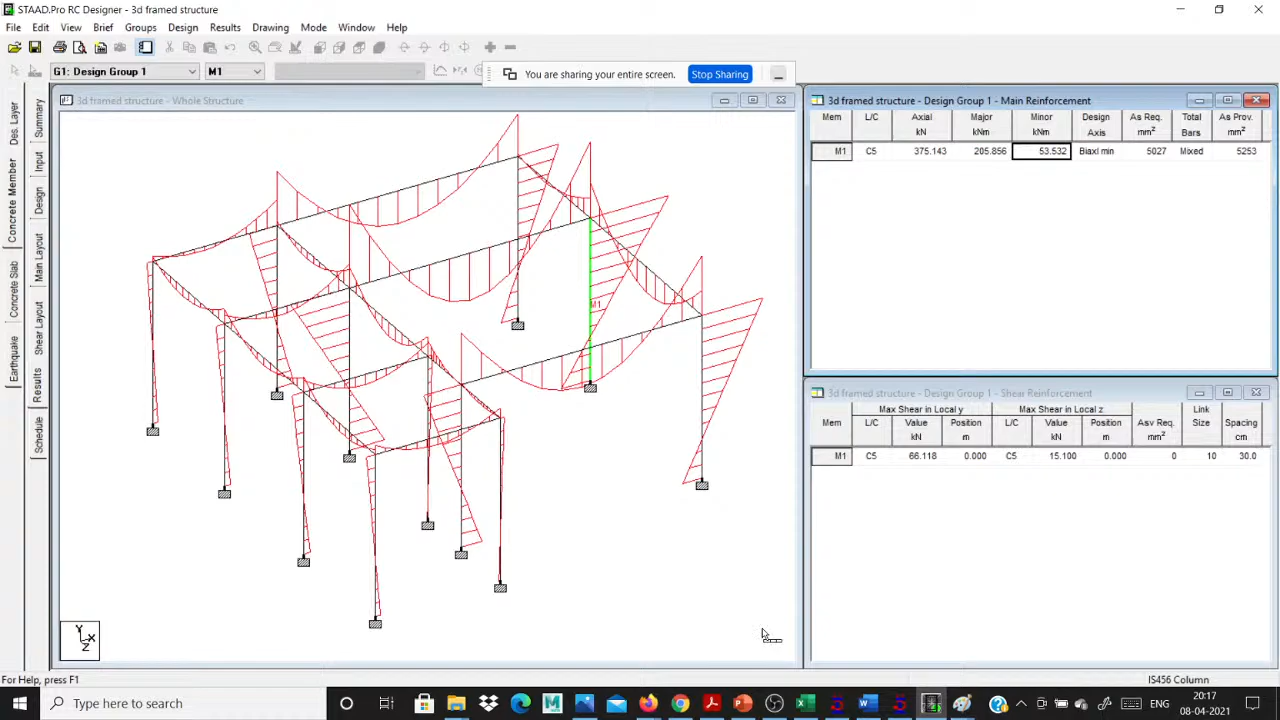 STAAD.Pro RC Designer - 3d framed structure
File Edit View Brief Groups Design Results Drawing Mode Window Help
G1: Design Group 1 M1
You are sharing your entire screen. Stop Sharing
3d framed structure - Whole Structure
Des. Layer
Concrete Member
Concrete Slab
Earthquake
Summary
Input
Design
Main Layout
Shear Layout
Results
Schedule
M1
Y
X
Z
3d framed structure - Design Group 1 - Main Reinforcement
Mem L/C Axial kN Major kNm Minor kNm Design Axis As Req. mm² Total Bars As Prov. mm²
M1 C5 375.143 205.856 53.532 Biaxl min 5027 Mixed 5253
3d framed structure - Design Group 1 - Shear Reinforcement
Max Shear in Local y Max Shear in Local z
Mem L/C Value kN Position m L/C Value kN Position m Asv Req. mm² Link Size Spacing cm
M1 C5 66.118 0.000 C5 15.100 0.000 0 10 30.0
For Help, press F1
IS456 Column
Type here to search
20:17
08-04-2021